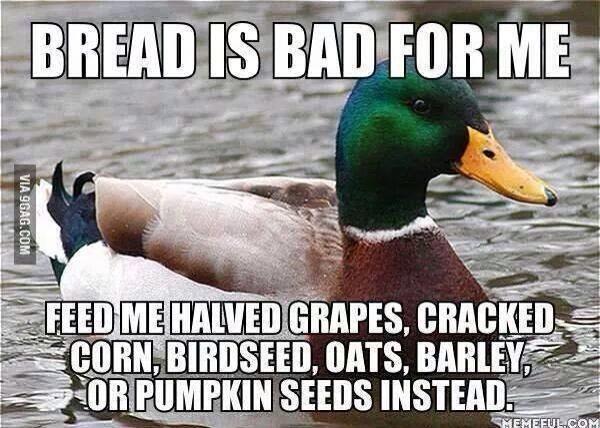 BREAD IS BAD FOR ME
VIA 9GAG.COM
FEED ME HALVED GRAPES, CRACKED
CORN, BIRDSEED, OATS, BARLEY,
OR PUMPKIN SEEDS INSTEAD.
MEMEFUL.COM